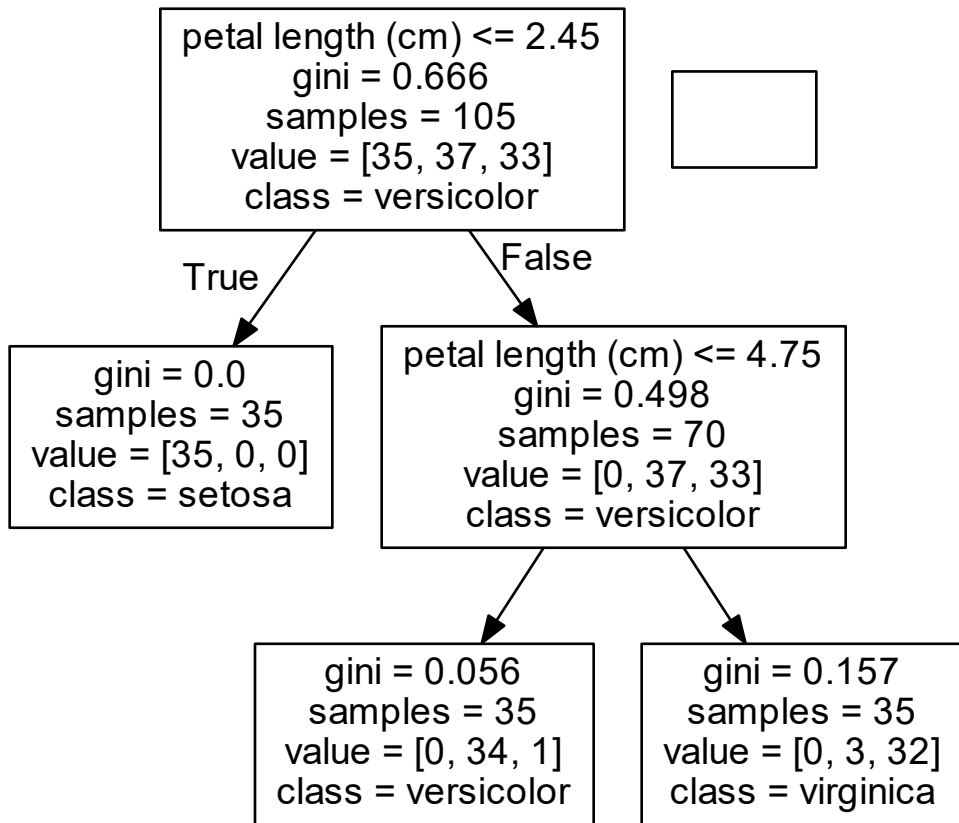 petal length (cm) <= 2.45
gini = 0.666
samples = 105
value = [35, 37, 33]
class = versicolor
True
False
gini = 0.0
samples = 35
value = [35, 0, 0]
class = setosa
petal length (cm) <= 4.75
gini = 0.498
samples = 70
value = [0, 37, 33]
class = versicolor
gini = 0.056
samples = 35
value = [0, 34, 1]
class = versicolor
gini = 0.157
samples = 35
value = [0, 3, 32]
class = virginica